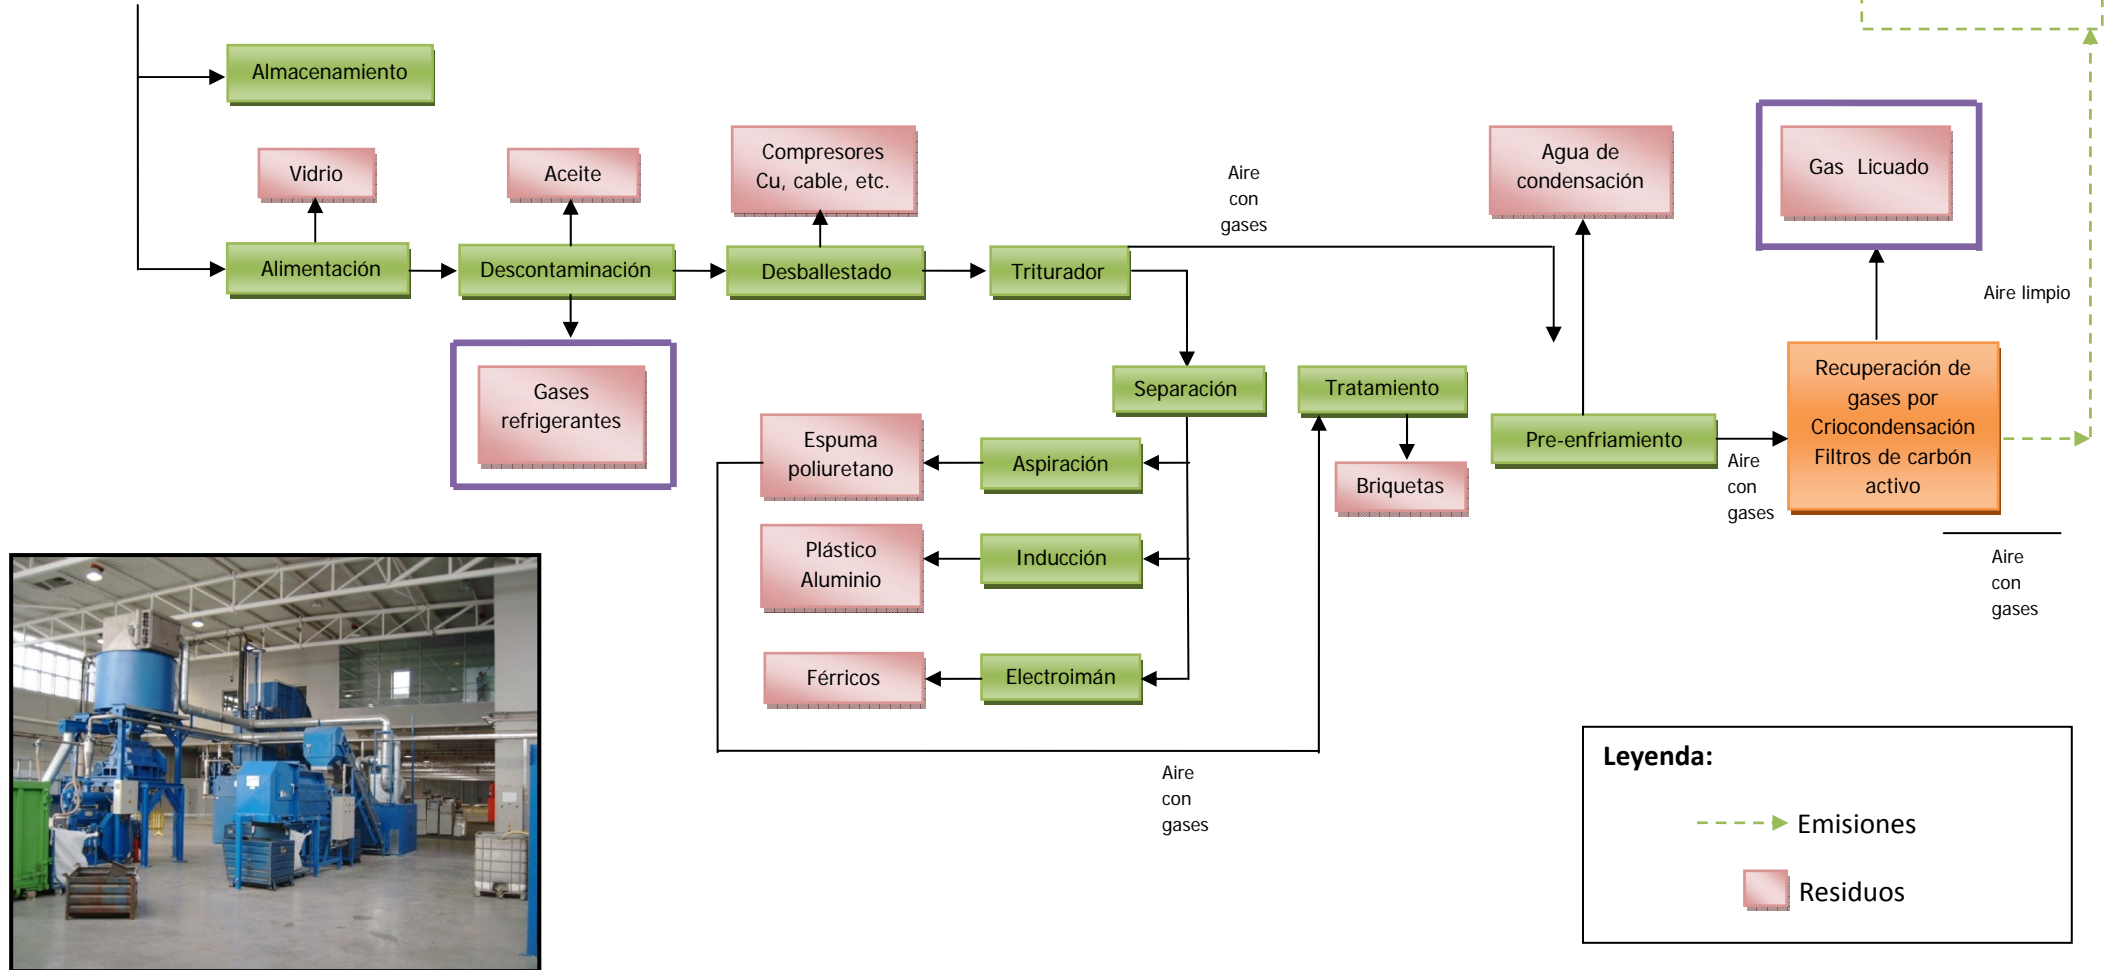 Almacenamiento
Vidrio
Aceite
Compresores
Cu, cable, etc.
Aire
con
gases
Agua de
condensación
Gas Licuado
Alimentación
Descontaminación
Desballestado
Triturador
Aire limpio
Gases
refrigerantes
Separación
Tratamiento
Recuperación de
gases por
Criocondensación
Filtros de carbón
activo
Espuma
poliuretano
Aspiración
Pre-enfriamiento
Aire
con
gases
Briquetas
Plástico
Aluminio
Inducción
Aire
con
gases
Férricos
Electroimán
Aire
con
gases
Leyenda:
Emisiones
Residuos